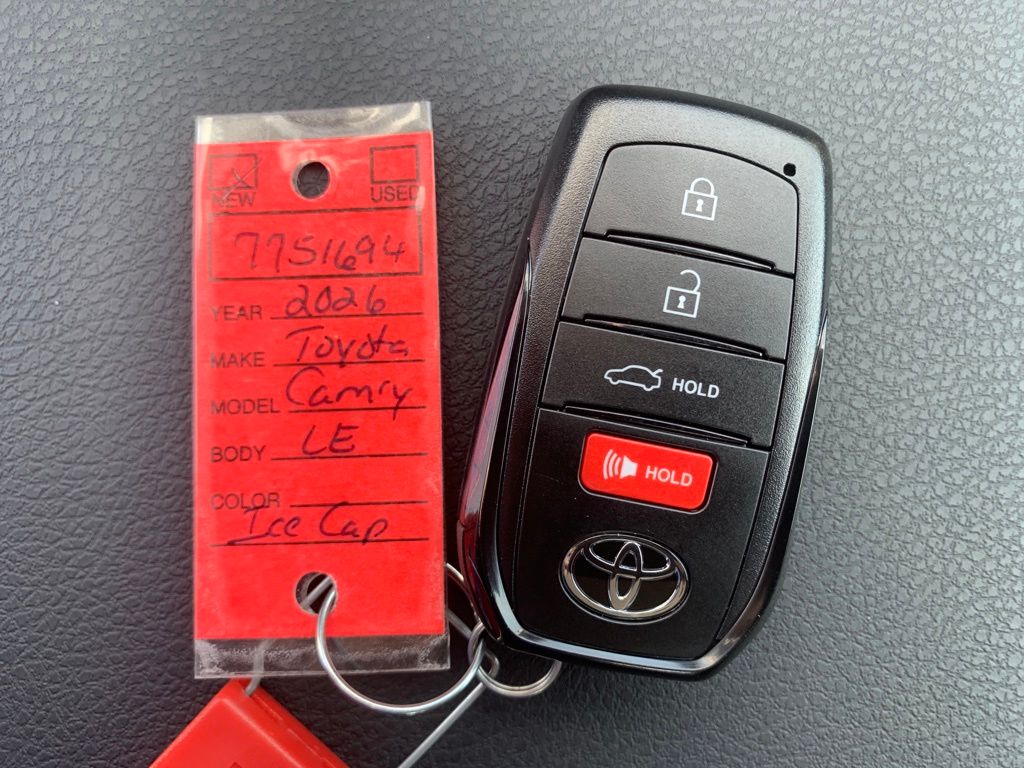 NEW USED
7751694
YEAR 2026
MAKE Toyota
MODEL Camry
BODY LE
COLOR
Ice Cap
HOLD
HOLD